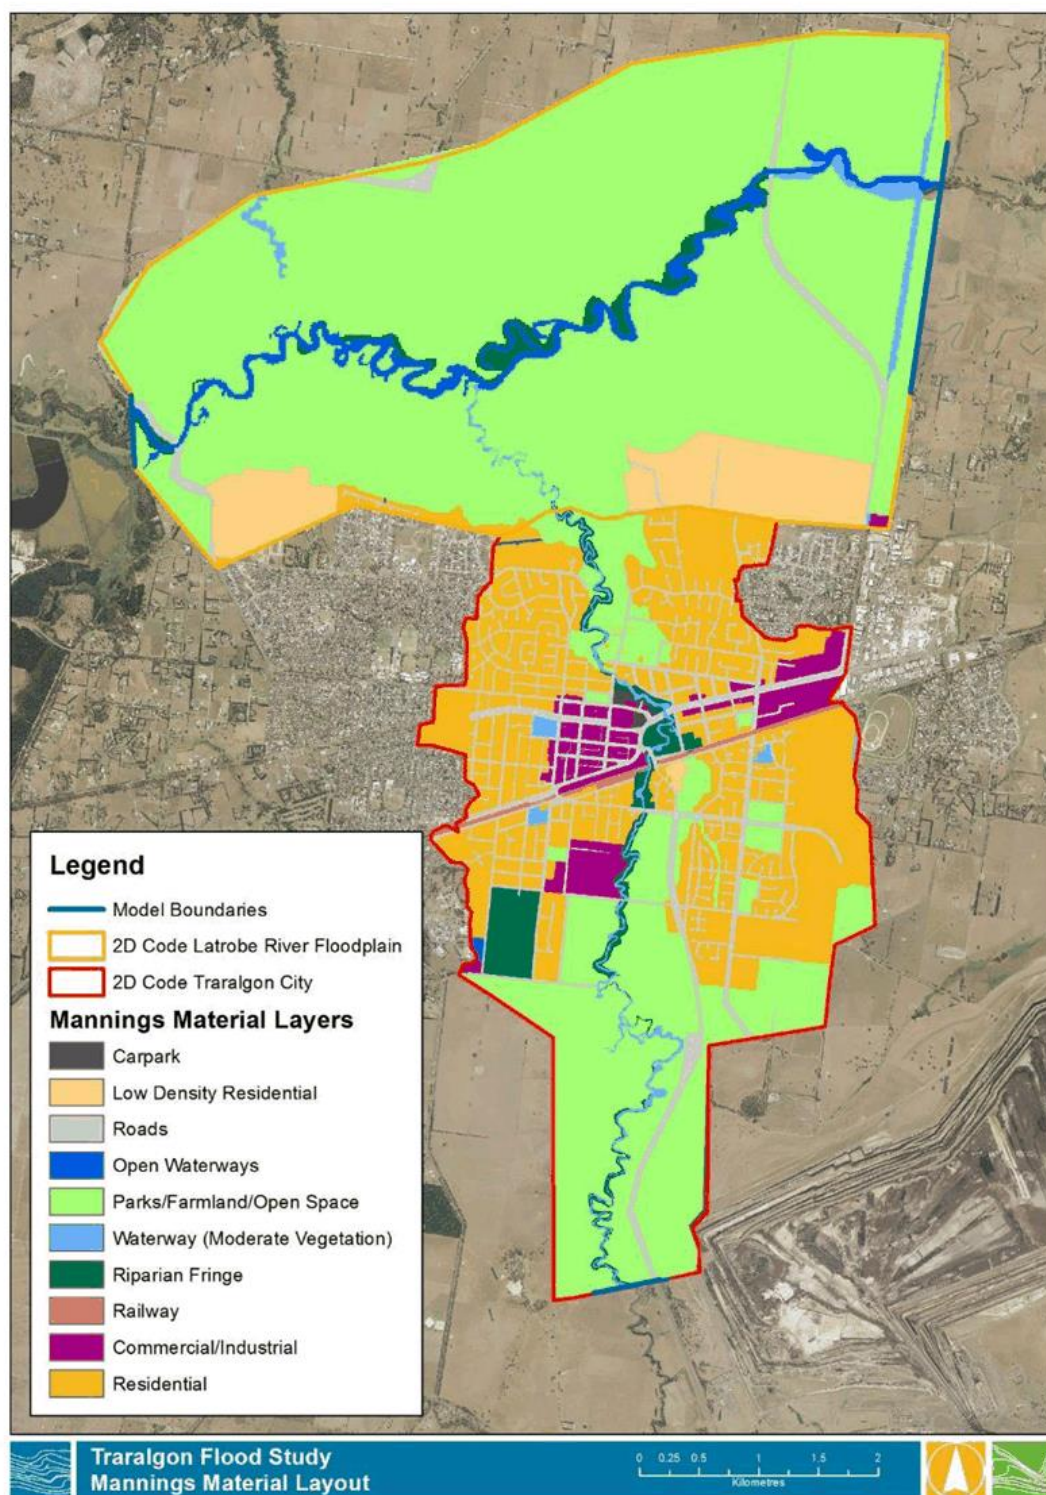 Legend
Model Boundaries
2D Code Latrobe River Floodplain
2D Code Traralgon City
Mannings Material Layers
Carpark
Low Density Residential
Roads
Open Waterways
Parks/Farmland/Open Space
Waterway (Moderate Vegetation)
Riparian Fringe
Railway
Commercial/Industrial
Residential
Traralgon Flood Study
Mannings Material Layout
0 0.25 0.5 1 1.5 2
Kilometres